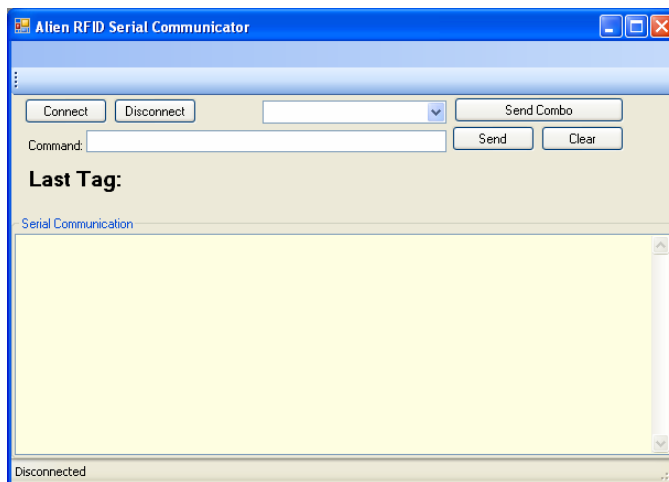 Alien RFID Serial Communicator
Connect Disconnect Send Combo
Command: Send Clear
Last Tag:
Serial Communication
Disconnected